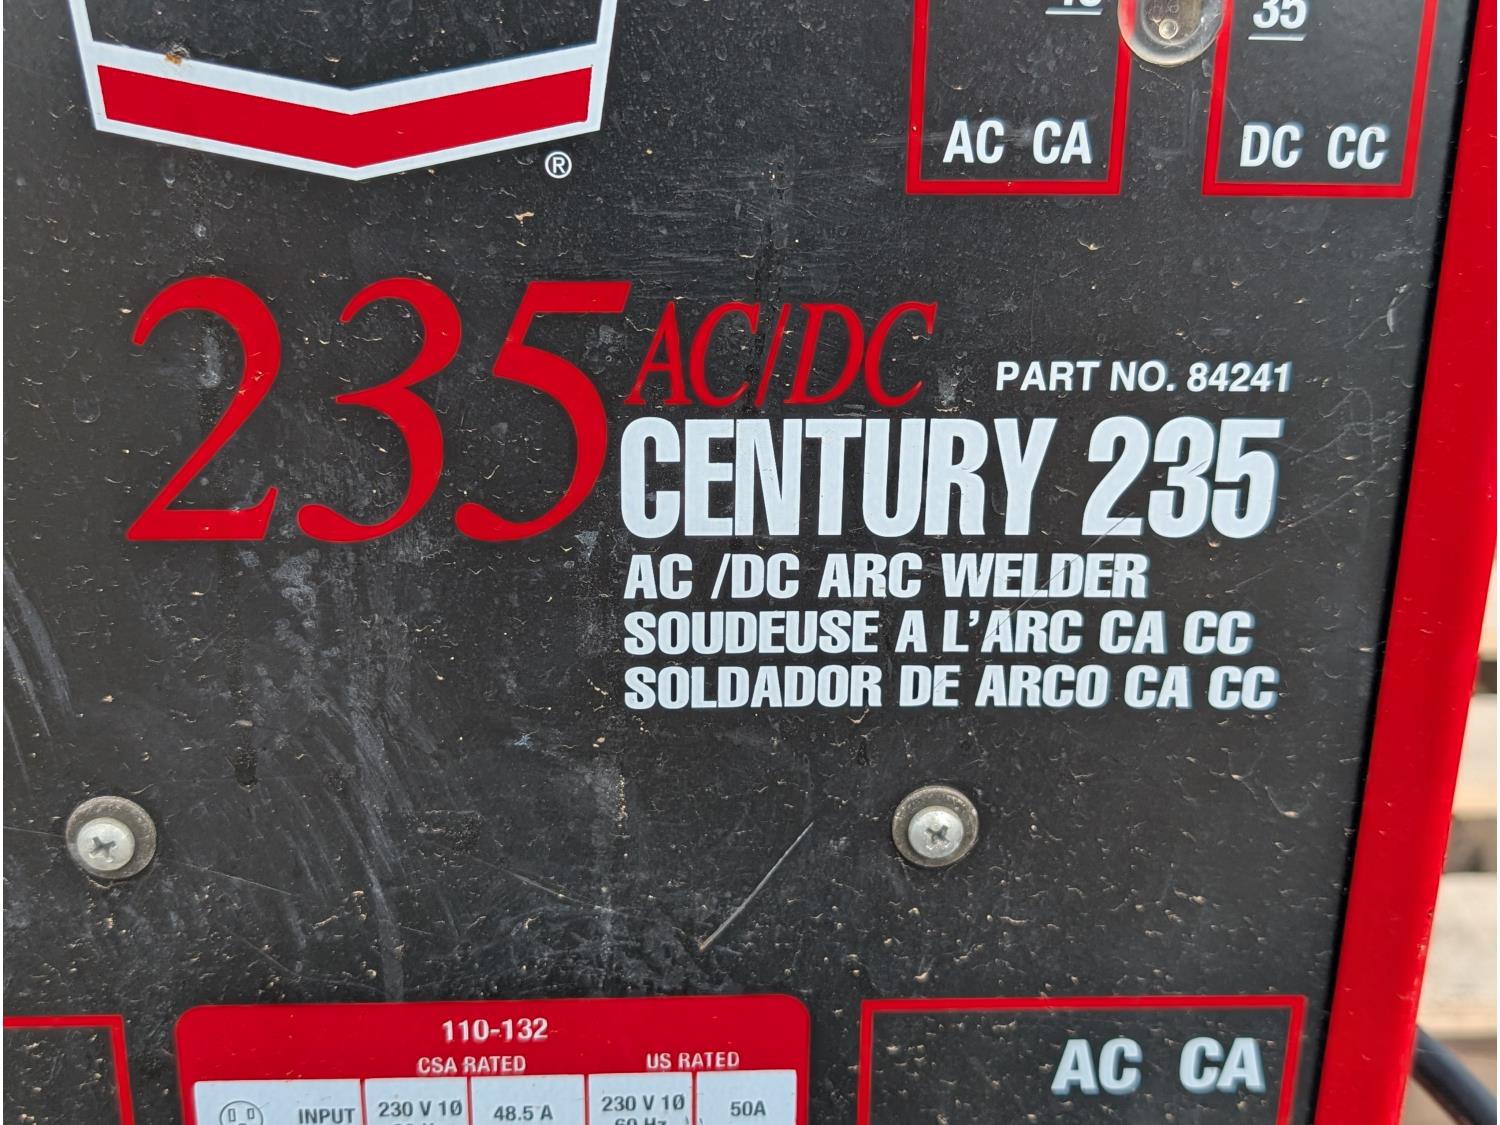 35
AC CA
DC CC
®
235 AC/DC
PART NO. 84241
CENTURY 235
AC /DC ARC WELDER
SOUDEUSE A L'ARC CA CC
SOLDADOR DE ARCO CA CC
110-132
CSA RATED
US RATED
INPUT
230 V 1Ø
48.5 A
230 V 1Ø
60 Hz
50A
AC CA